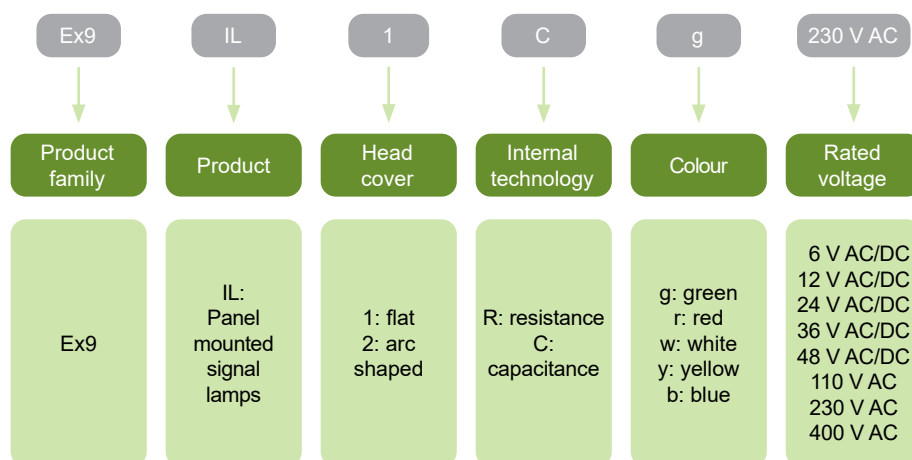 Ex9
IL
1
C
g
230 V AC
Product
family
Product
Head
cover
Internal
technology
Colour
Rated
voltage
Ex9
IL:
Panel
mounted
signal
lamps
1: flat
2: arc
shaped
R: resistance
C:
capacitance
g: green
r: red
w: white
y: yellow
b: blue
6 V AC/DC
12 V AC/DC
24 V AC/DC
36 V AC/DC
48 V AC/DC
110 V AC
230 V AC
400 V AC